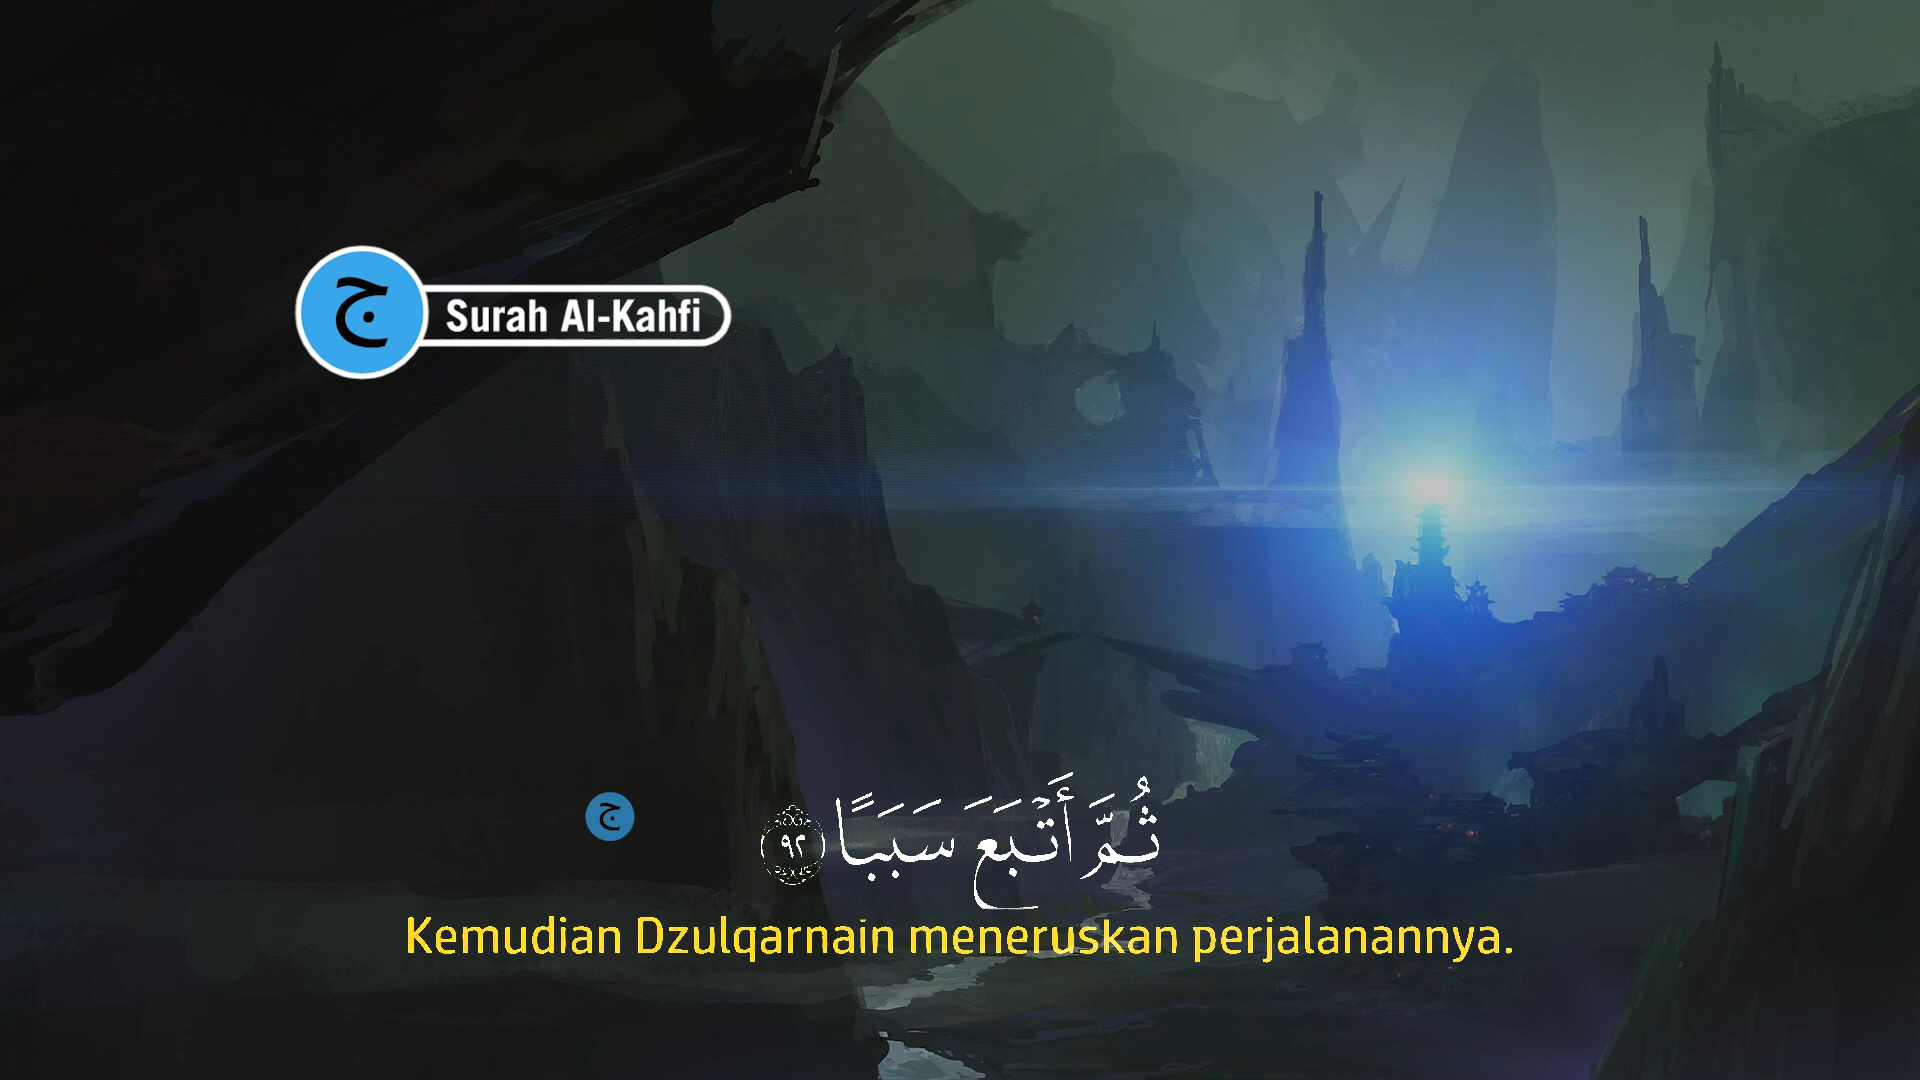 ج
Surah Al-Kahfi
ج
ثُمَّ أَتْبَعَ سَبَبًا ٩٢
Kemudian Dzulqarnain meneruskan perjalanannya.